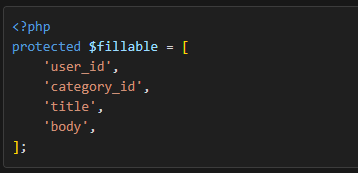 <?php
protected $fillable = [
    'user_id',
    'category_id',
    'title',
    'body',
];